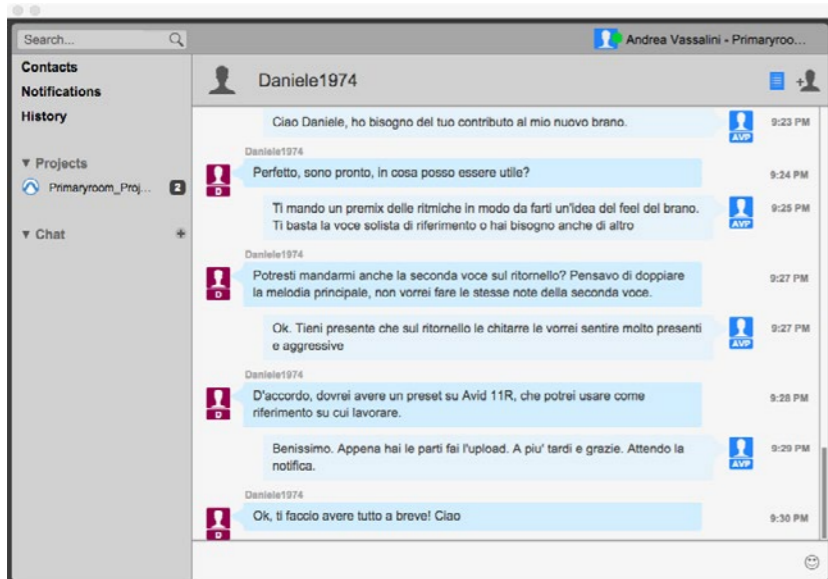 Search...
Andrea Vassalini - Primaryroo...
Contacts
Notifications
History
Projects
Primaryroom_Proj... 2
Chat
Daniele1974
Ciao Daniele, ho bisogno del tuo contributo al mio nuovo brano.
AVP
9:23 PM
Daniele1974
D
Perfetto, sono pronto, in cosa posso essere utile?
9:24 PM
Ti mando un premix delle ritmiche in modo da farti un'idea del feel del brano.
Ti basta la voce solista di riferimento o hai bisogno anche di altro
AVP
9:25 PM
Daniele1974
D
Potresti mandarmi anche la seconda voce sul ritornello? Pensavo di doppiare
la melodia principale, non vorrei fare le stesse note della seconda voce.
9:27 PM
Ok. Tieni presente che sul ritornello le chitarre le vorrei sentire molto presenti
e aggressive
AVP
9:27 PM
Daniele1974
D
D'accordo, dovrei avere un preset su Avid 11R, che potrei usare come
riferimento su cui lavorare.
9:28 PM
Benissimo. Appena hai le parti fai l'upload. A piu' tardi e grazie. Attendo la
notifica.
AVP
9:29 PM
Daniele1974
D
Ok, ti faccio avere tutto a breve! Ciao
9:30 PM